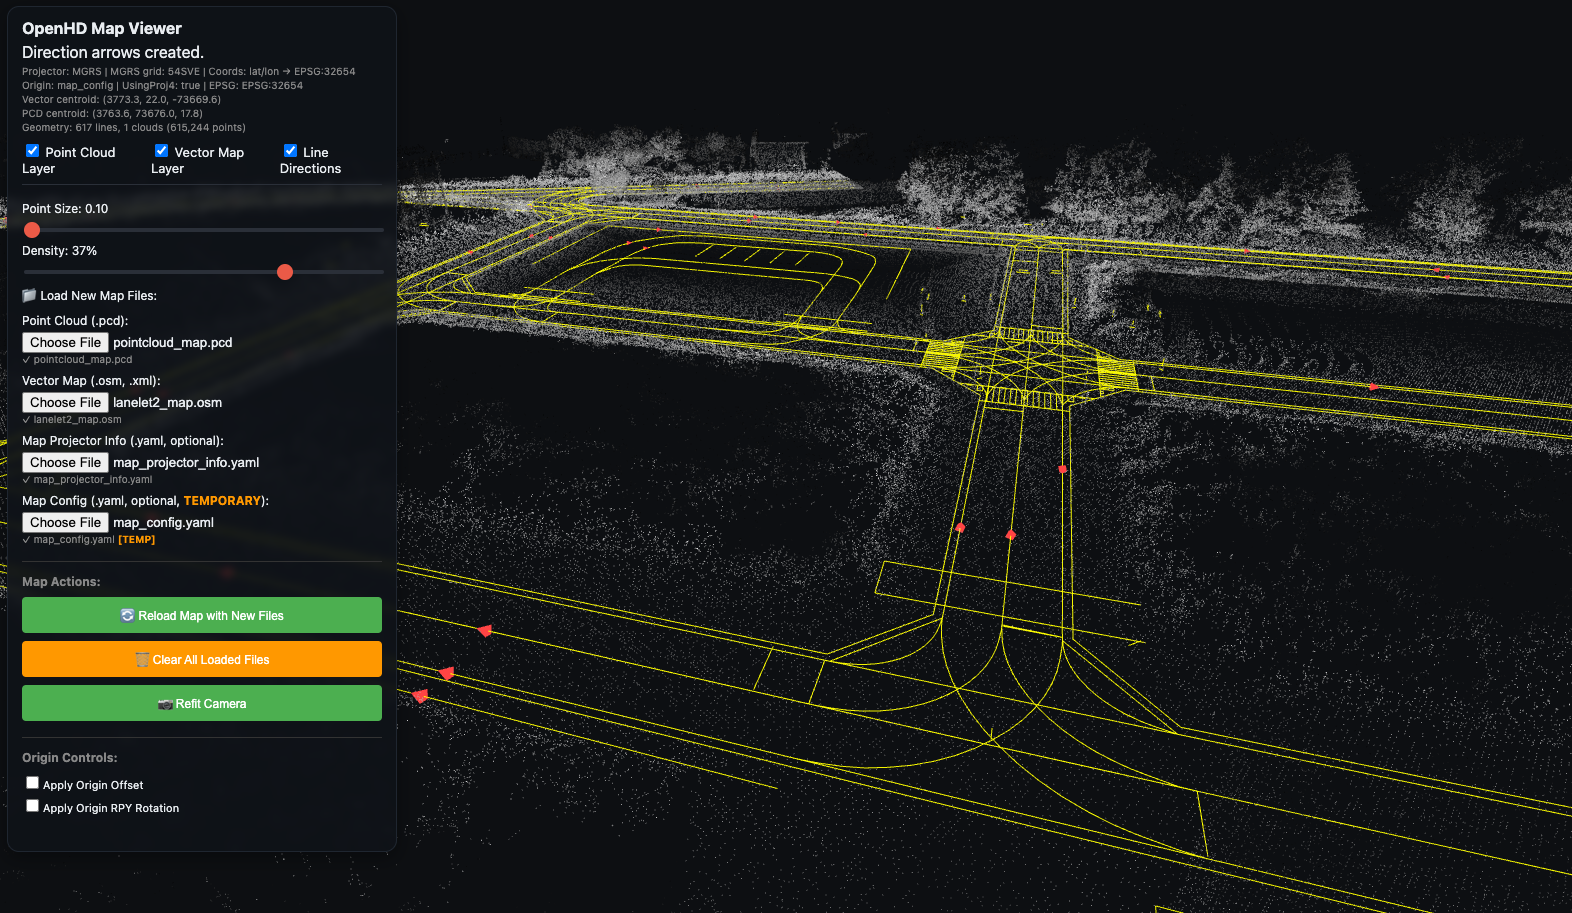 OpenHD Map Viewer
Direction arrows created.
Projector: MGRS | MGRS grid: 54SVE | Coords: lat/lon → EPSG:32654
Origin: map_config | UsingProj4: true | EPSG: EPSG:32654
Vector centroid: (3773.3, 22.0, -73669.6)
PCD centroid: (3763.6, 73676.0, 17.8)
Geometry: 617 lines, 1 clouds (615,244 points)
Point Cloud Layer
Vector Map Layer
Line Directions
Point Size: 0.10
Density: 37%
Load New Map Files:
Point Cloud (.pcd):
Choose File pointcloud_map.pcd
✓ pointcloud_map.pcd
Vector Map (.osm, .xml):
Choose File lanelet2_map.osm
✓ lanelet2_map.osm
Map Projector Info (.yaml, optional):
Choose File map_projector_info.yaml
✓ map_projector_info.yaml
Map Config (.yaml, optional, TEMPORARY):
Choose File map_config.yaml
✓ map_config.yaml [TEMP]
Map Actions:
Reload Map with New Files
Clear All Loaded Files
Refit Camera
Origin Controls:
Apply Origin Offset
Apply Origin RPY Rotation